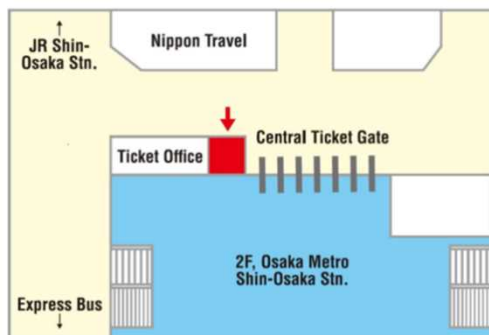 ↑
JR Shin-
Osaka Stn.
Nippon Travel
Ticket Office
Central Ticket Gate
2F, Osaka Metro
Shin-Osaka Stn.
Express Bus
↓